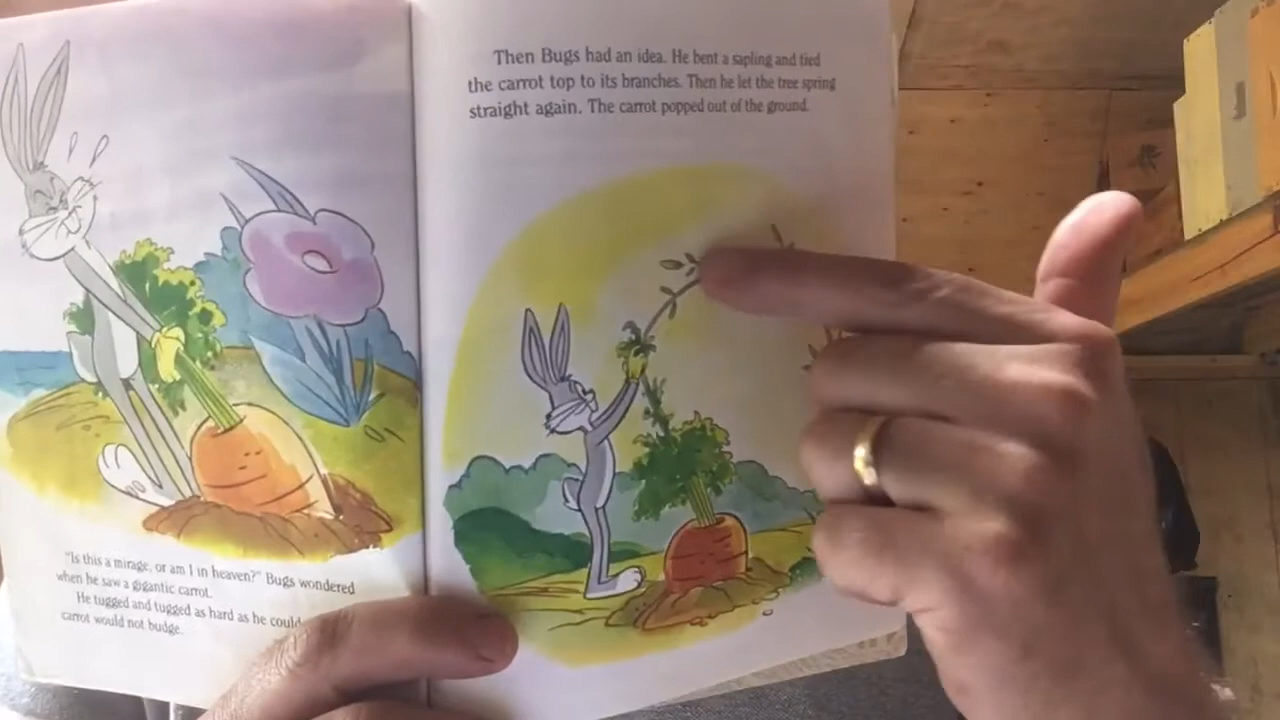 "Is this a mirage, or am I in heaven?" Bugs wondered
when he saw a gigantic carrot.
He tugged and tugged as hard as he could
carrot would not budge.
Then Bugs had an idea. He bent a sapling and tied
the carrot top to its branches. Then he let the tree spring
straight again. The carrot popped out of the ground.